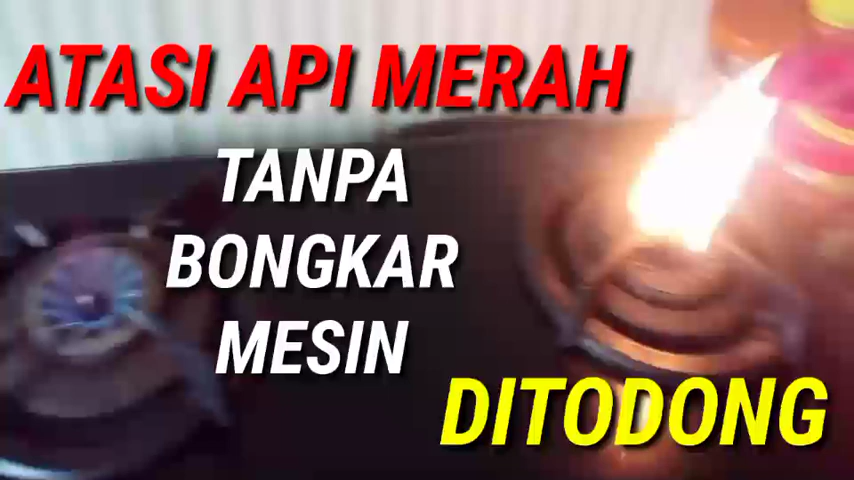 ATASI API MERAH
TANPA
BONGKAR
MESIN
DITODONG